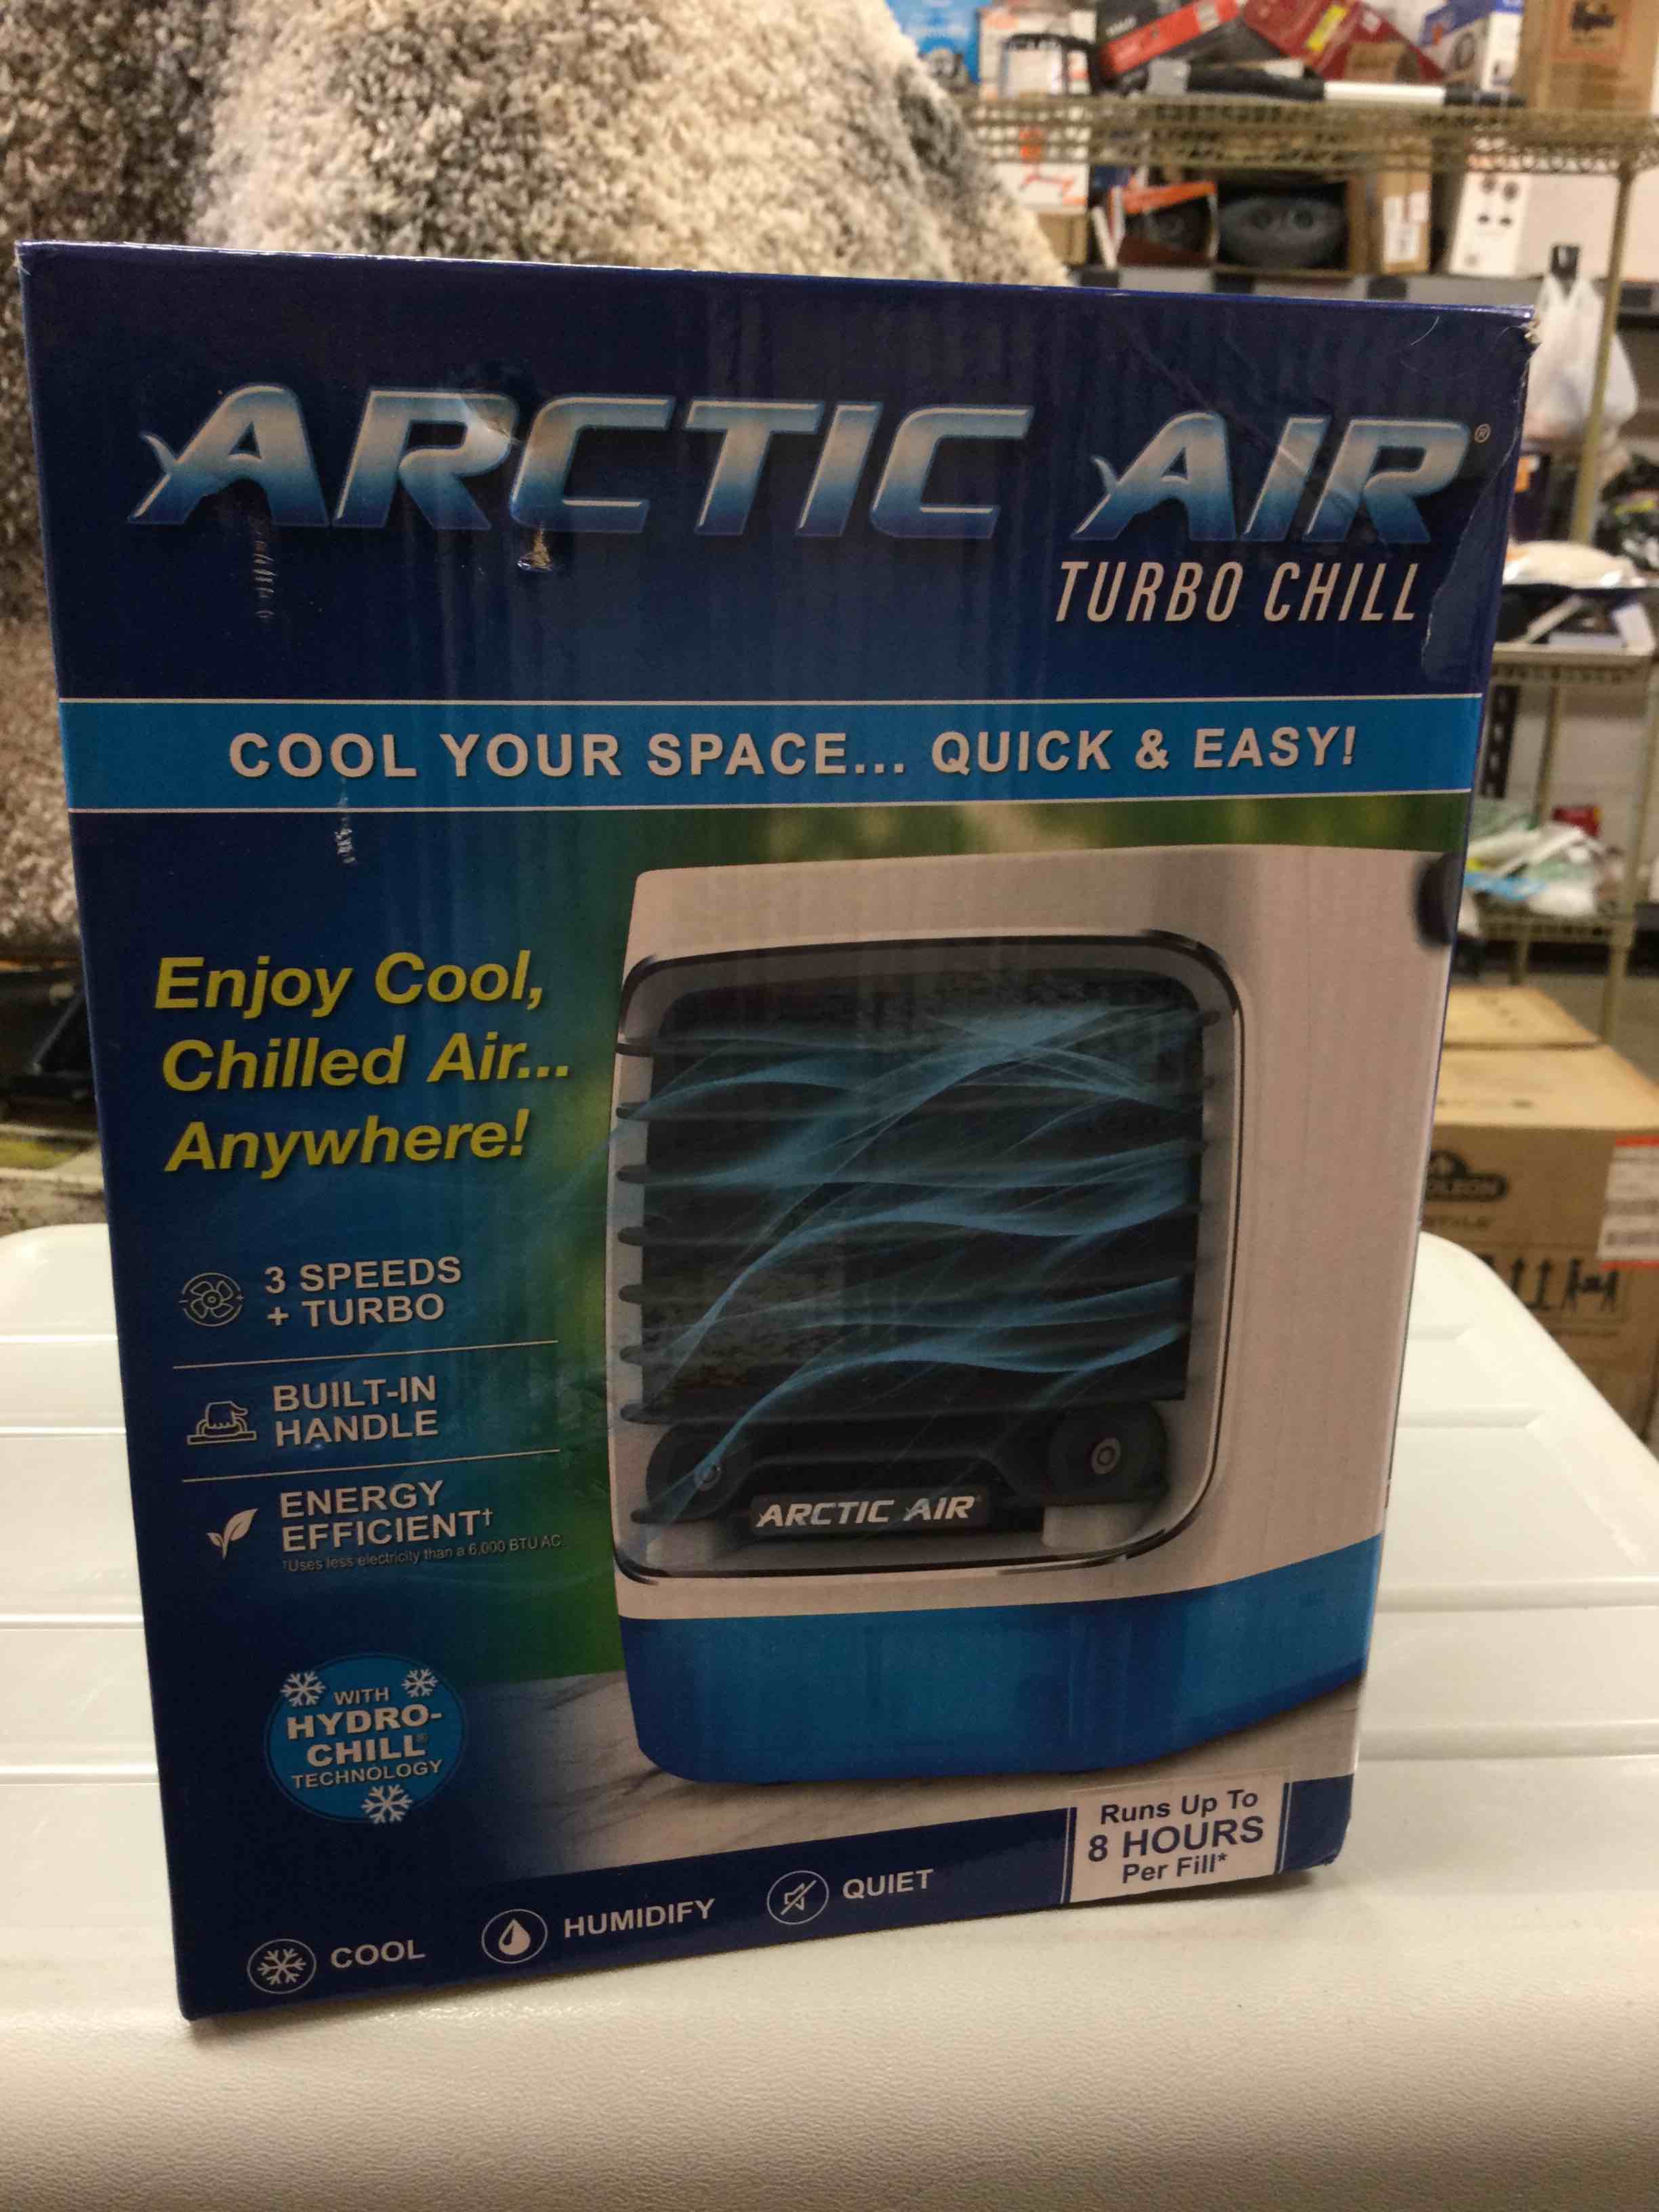 ARCTIC AIR®
TURBO CHILL
COOL YOUR SPACE... QUICK & EASY!
Enjoy Cool,
Chilled Air...
Anywhere!
3 SPEEDS
+ TURBO
BUILT-IN
HANDLE
ENERGY
EFFICIENT†
†Uses less electricity than a 6,000 BTU AC.
ARCTIC AIR
WITH
HYDRO-
CHILL®
TECHNOLOGY
Runs Up To
8 HOURS
Per Fill*
COOL
HUMIDIFY
QUIET